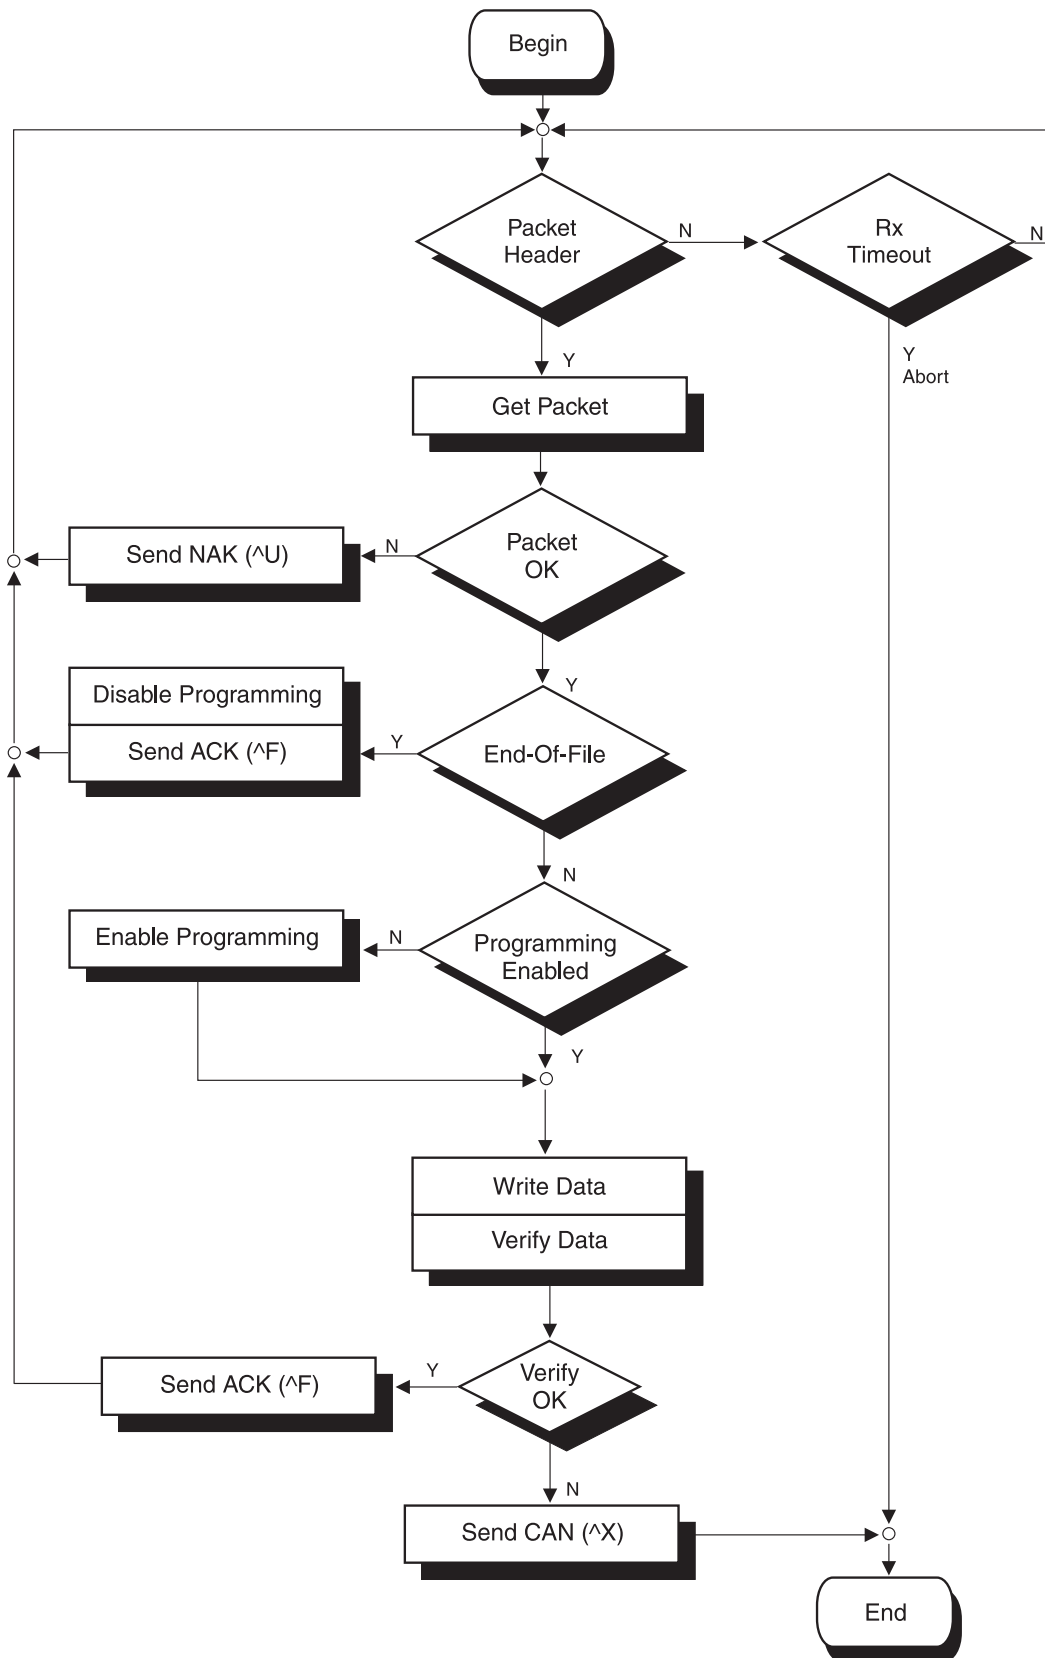 Begin
Packet
Header
N
Rx
Timeout
N
Y
Y
Abort
Get Packet
Packet
OK
N
Send NAK (^U)
Y
Disable Programming
Send ACK (^F)
Y
End-Of-File
N
Enable Programming
N
Programming
Enabled
Y
Write Data
Verify Data
Send ACK (^F)
Y
Verify
OK
N
Send CAN (^X)
End